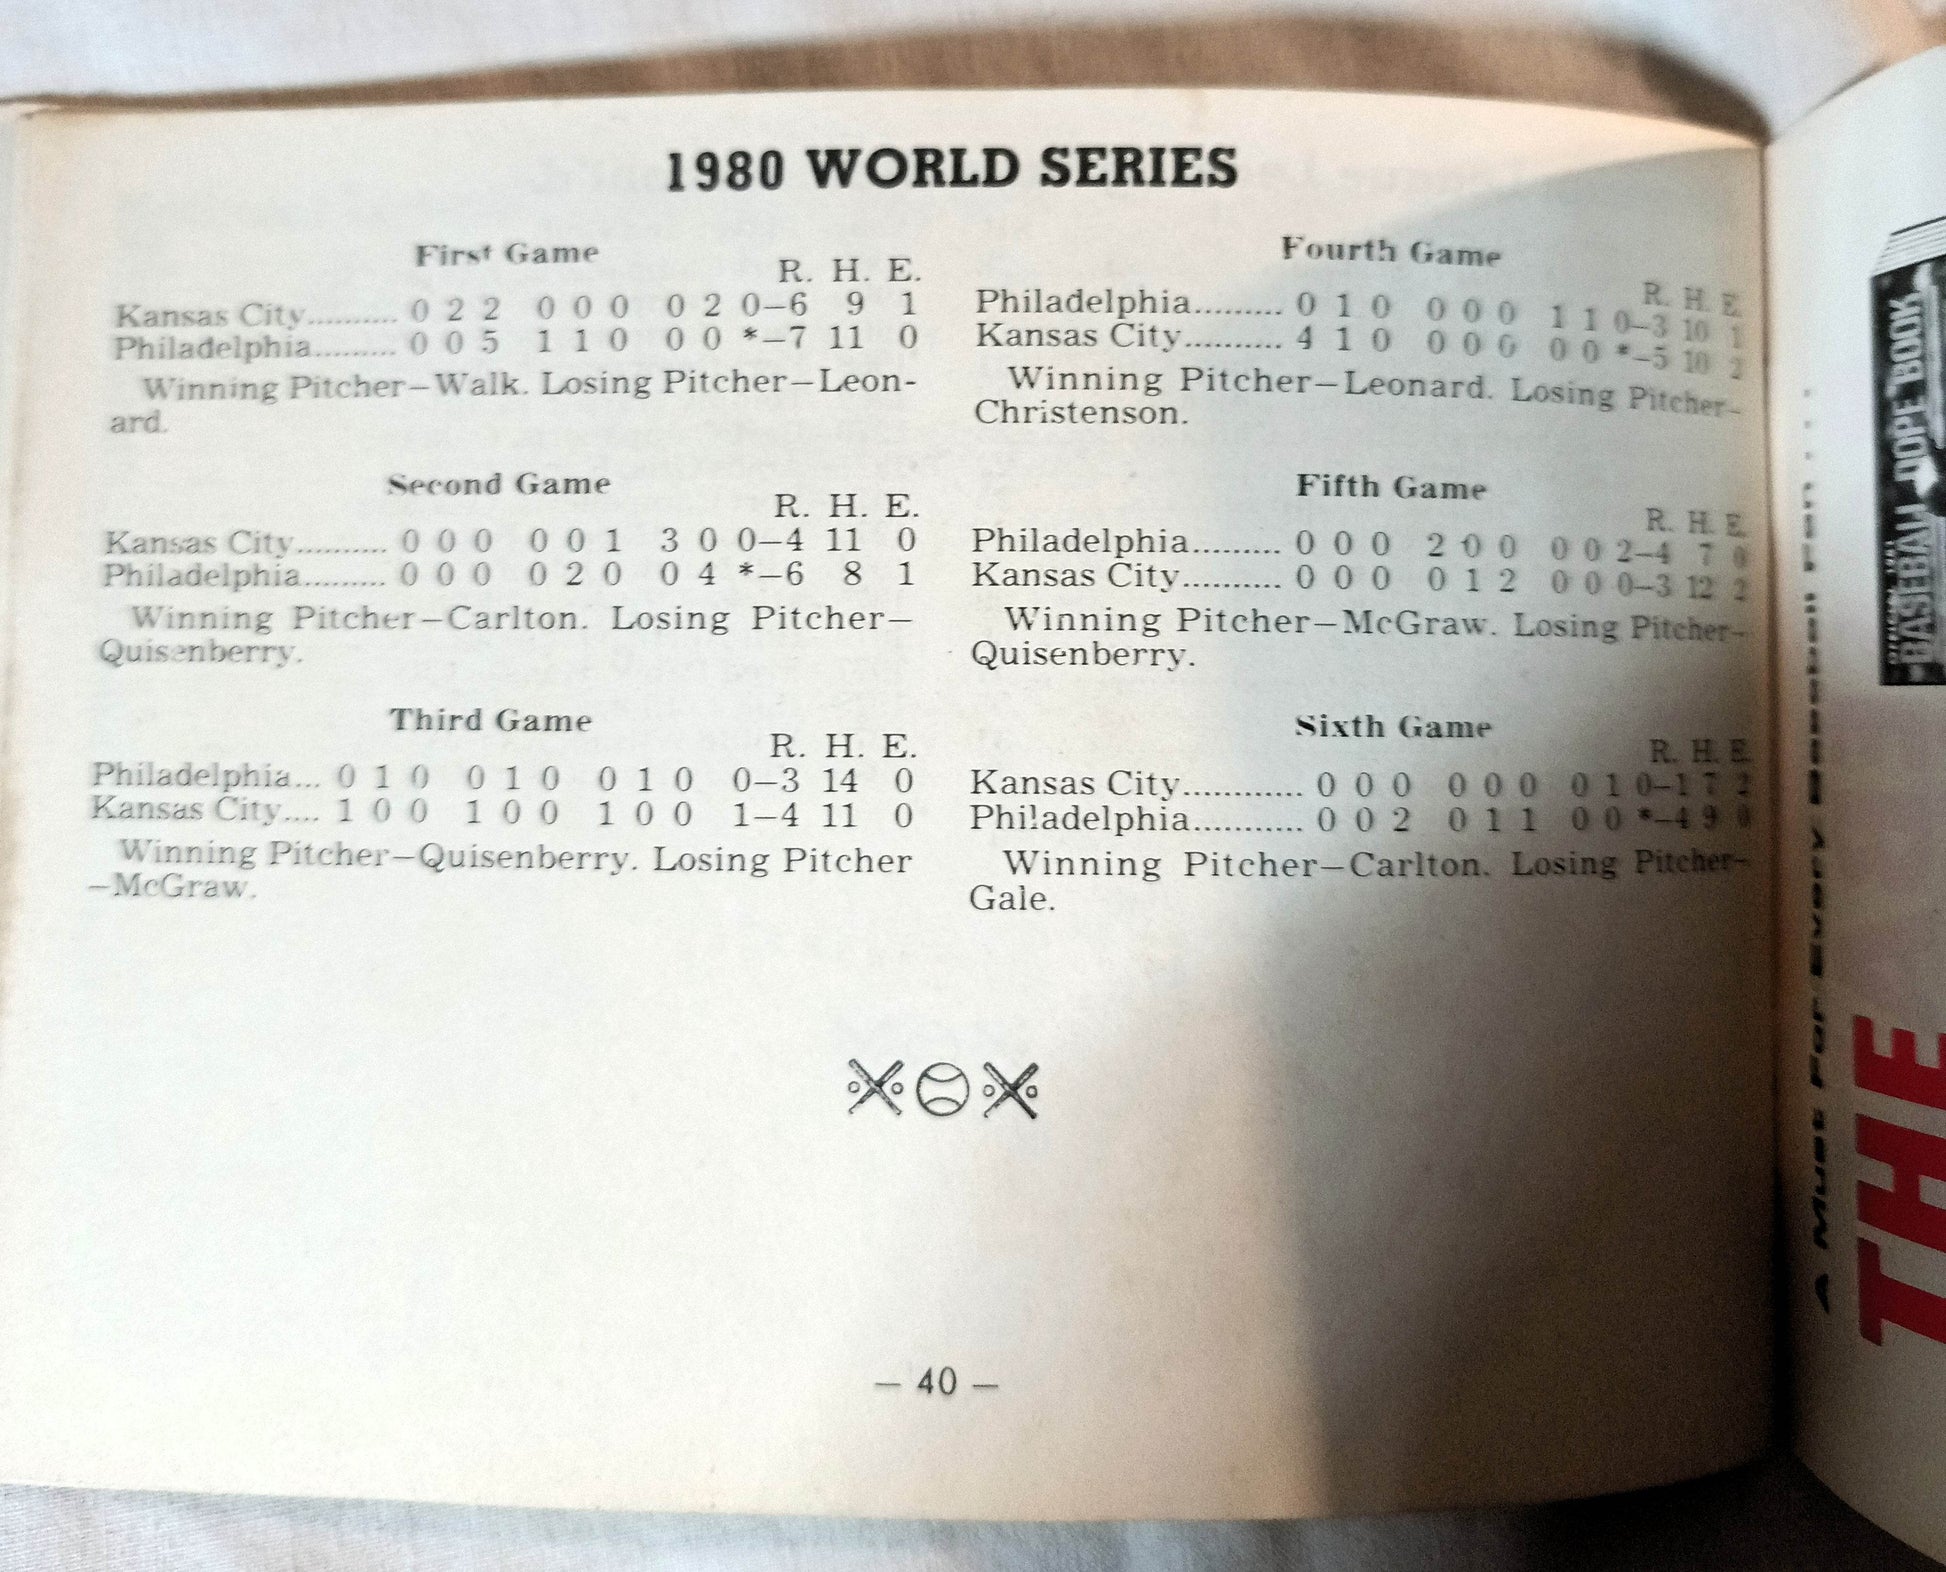 1980 WORLD SERIES
First Game
R. H. E.
Kansas City.......... 0 2 2 0 0 0 0 2 0–6 9 1
Philadelphia.......... 0 0 5 1 1 0 0 0 *–7 11 0
Winning Pitcher–Walk. Losing Pitcher–Leon-
ard.
Second Game
R. H. E.
Kansas City.......... 0 0 0 0 0 1 3 0 0–4 11 0
Philadelphia.......... 0 0 0 0 2 0 0 4 *–6 8 1
Winning Pitcher–Carlton. Losing Pitcher–
Quisenberry.
Third Game
R. H. E.
Philadelphia... 0 1 0 0 1 0 0 1 0 0–3 14 0
Kansas City.... 1 0 0 1 0 0 1 0 0 1–4 11 0
Winning Pitcher–Quisenberry. Losing Pitcher
–McGraw.
Fourth Game
R. H. E.
Philadelphia.......... 0 1 0 0 0 0 1 1 0–3 10 1
Kansas City........... 4 1 0 0 0 0 0 0 *–5 10 2
Winning Pitcher–Leonard. Losing Pitcher–
Christenson.
Fifth Game
R. H. E.
Philadelphia.......... 0 0 0 2 0 0 0 0 2–4 7 0
Kansas City........... 0 0 0 0 1 2 0 0 0–3 12 2
Winning Pitcher–McGraw. Losing Pitcher–
Quisenberry.
Sixth Game
R. H. E.
Kansas City............. 0 0 0 0 0 0 0 1 0–1 7 2
Philadelphia............ 0 0 2 0 1 1 0 0 *–4 9 0
Winning Pitcher–Carlton. Losing Pitcher–
Gale.
– 40 –
A Must For Every Baseball Fan . . .
THE
BASEBALL DOPE BOOK